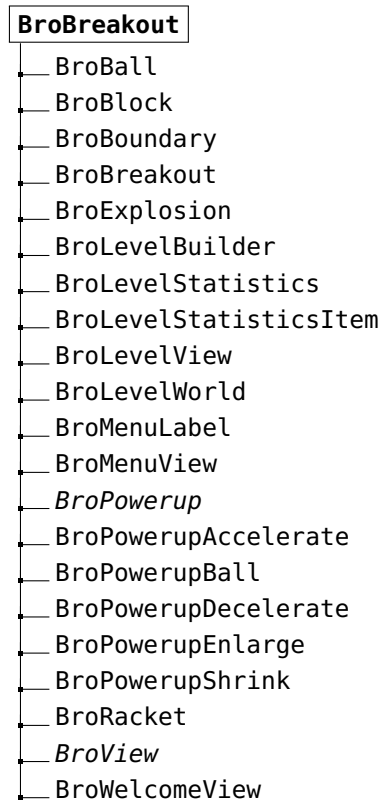 BroBreakout
BroBall
BroBlock
BroBoundary
BroBreakout
BroExplosion
BroLevelBuilder
BroLevelStatistics
BroLevelStatisticsItem
BroLevelView
BroLevelWorld
BroMenuLabel
BroMenuView
BroPowerup
BroPowerupAccelerate
BroPowerupBall
BroPowerupDecelerate
BroPowerupEnlarge
BroPowerupShrink
BroRacket
BroView
BroWelcomeView